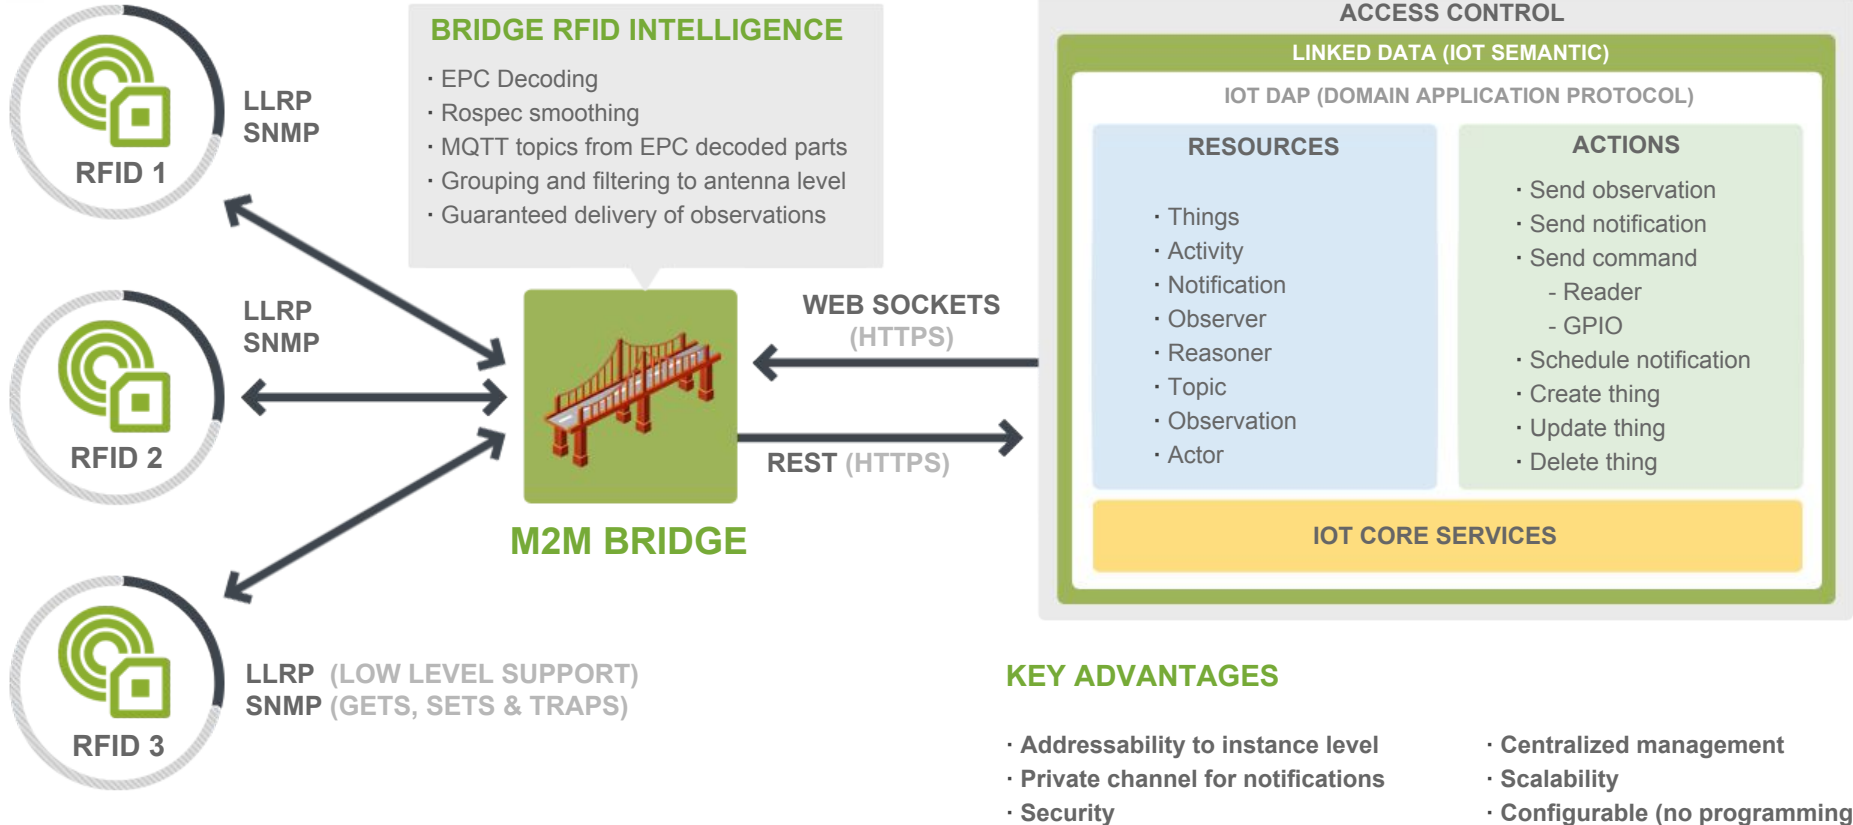 BRIDGE RFID INTELLIGENCE
· EPC Decoding
· Rospec smoothing
· MQTT topics from EPC decoded parts
· Grouping and filtering to antenna level
· Guaranteed delivery of observations
RFID 1
LLRP
SNMP
RFID 2
LLRP
SNMP
RFID 3
LLRP (LOW LEVEL SUPPORT)
SNMP (GETS, SETS & TRAPS)
M2M BRIDGE
WEB SOCKETS
(HTTPS)
REST (HTTPS)
ACCESS CONTROL
LINKED DATA (IOT SEMANTIC)
IOT DAP (DOMAIN APPLICATION PROTOCOL)
RESOURCES
· Things
· Activity
· Notification
· Observer
· Reasoner
· Topic
· Observation
· Actor
ACTIONS
· Send observation
· Send notification
· Send command
- Reader
- GPIO
· Schedule notification
· Create thing
· Update thing
· Delete thing
IOT CORE SERVICES
KEY ADVANTAGES
· Addressability to instance level
· Private channel for notifications
· Security
· Centralized management
· Scalability
· Configurable (no programming